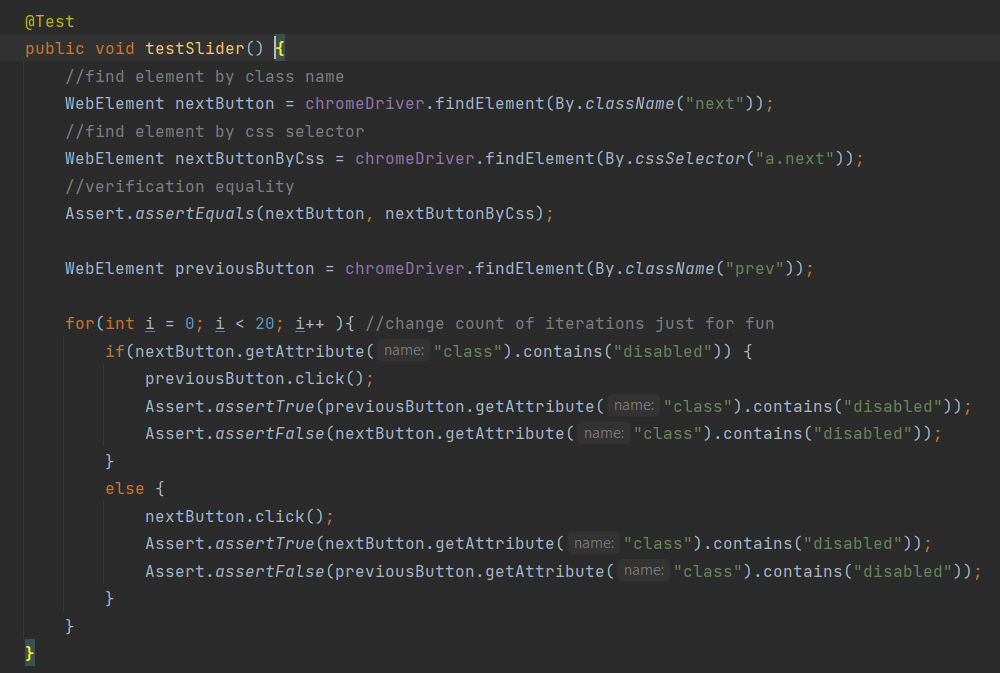 @Test
public void testSlider() {
//find element by class name
WebElement nextButton = chromeDriver.findElement(By.className("next"));
//find element by css selector
WebElement nextButtonByCss = chromeDriver.findElement(By.cssSelector("a.next"));
//verification equality
Assert.assertEquals(nextButton, nextButtonByCss);
WebElement previousButton = chromeDriver.findElement(By.className("prev"));
for(int i = 0; i < 20; i++ ){ //change count of iterations just for fun
if(nextButton.getAttribute( name: "class").contains("disabled")) {
previousButton.click();
Assert.assertTrue(previousButton.getAttribute( name: "class").contains("disabled"));
Assert.assertFalse(nextButton.getAttribute( name: "class").contains("disabled"));
}
else {
nextButton.click();
Assert.assertTrue(nextButton.getAttribute( name: "class").contains("disabled"));
Assert.assertFalse(previousButton.getAttribute( name: "class").contains("disabled"));
}
}
}